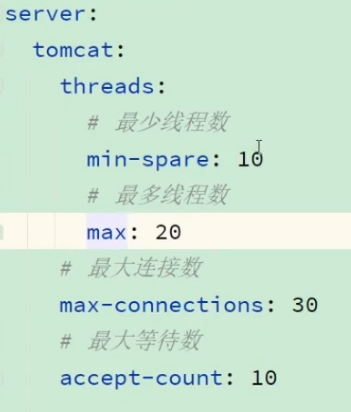 server:
tomcat:
threads:
# 最少线程数
min-spare: 10
# 最多线程数
max: 20
# 最大连接数
max-connections: 30
# 最大等待数
accept-count: 10